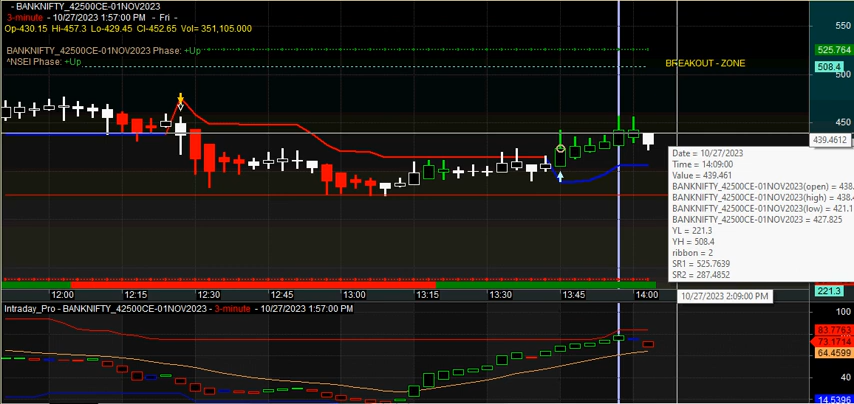 - BANKNIFTY_42500CE-01NOV2023
3-minute - 10/27/2023 1:57:00 PM - Fri -
Op-430.15 Hi-457.3 Lo-429.45 Cl-452.65 Vol= 351,105.000
BANKNIFTY_42500CE-01NOV2023 Phase: +Up
^NSEI Phase: +Up
BREAKOUT - ZONE
550
525.764
508.4
500
450
439.4612
Date = 10/27/2023
Time = 14:09:00
Value = 439.461
BANKNIFTY_42500CE-01NOV2023(open) = 438.
BANKNIFTY_42500CE-01NOV2023(high) = 438.4
BANKNIFTY_42500CE-01NOV2023(low) = 421.1
BANKNIFTY_42500CE-01NOV2023 = 427.825
YL = 221.3
YH = 508.4
ribbon = 2
SR1 = 525.7639
SR2 = 287.4852
221.3
12:00 12:15 12:30 12:45 13:00 13:15 13:30 13:45 14:00
10/27/2023 2:09:00 PM
Intraday_Pro - BANKNIFTY_42500CE-01NOV2023 - 3-minute - 10/27/2023 1:57:00 PM
100
83.7763
73.1714
64.4599
40
14.5396